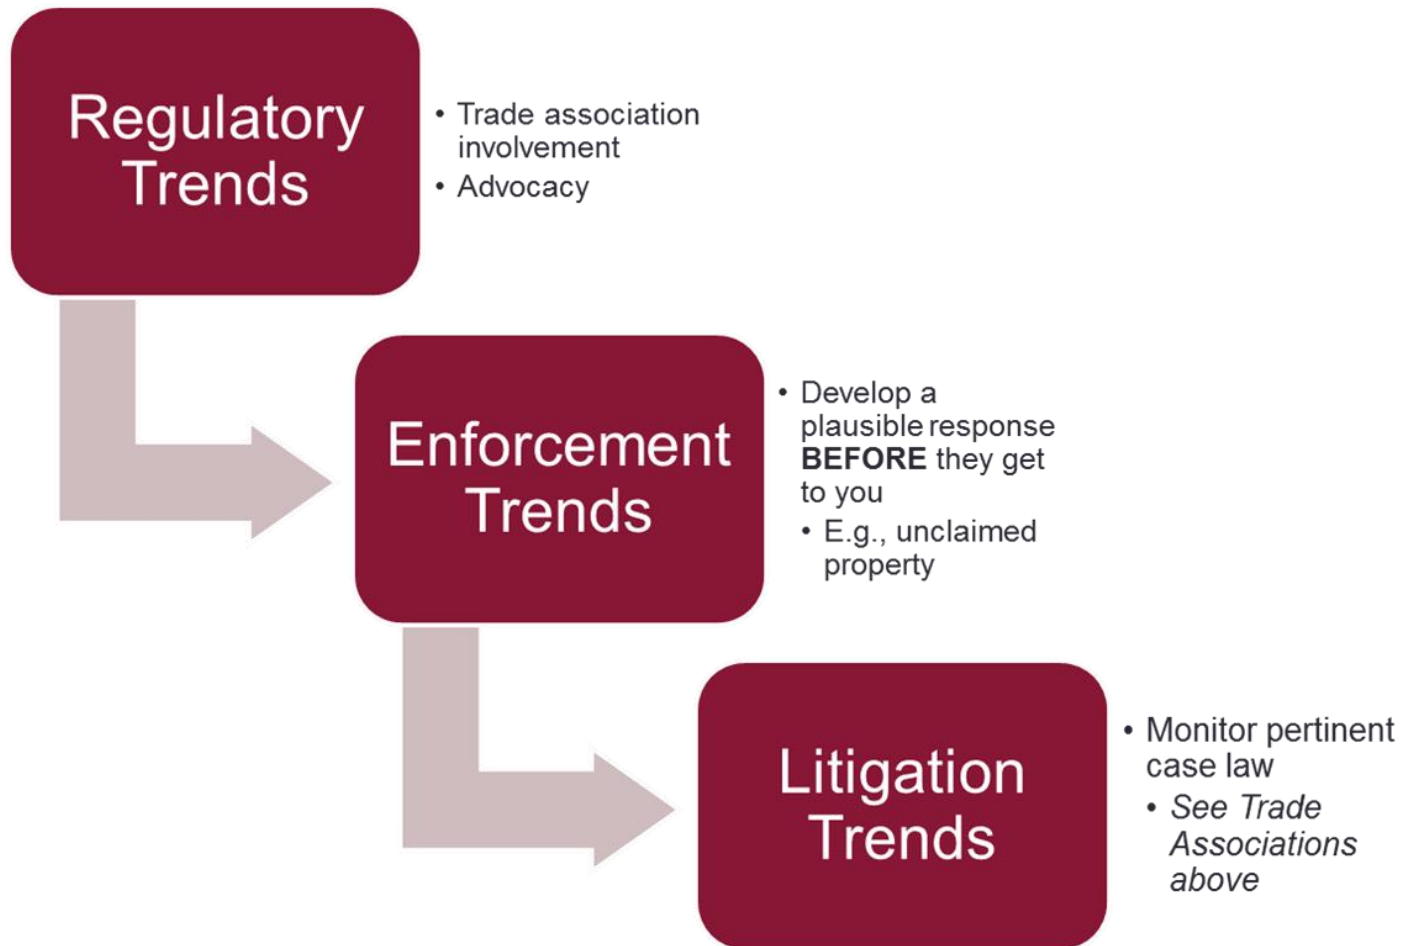 Regulatory
Trends
• Trade association
involvement
• Advocacy
Enforcement
Trends
• Develop a
plausible response
BEFORE they get
to you
• E.g., unclaimed
property
Litigation
Trends
• Monitor pertinent
case law
• See Trade
Associations
above